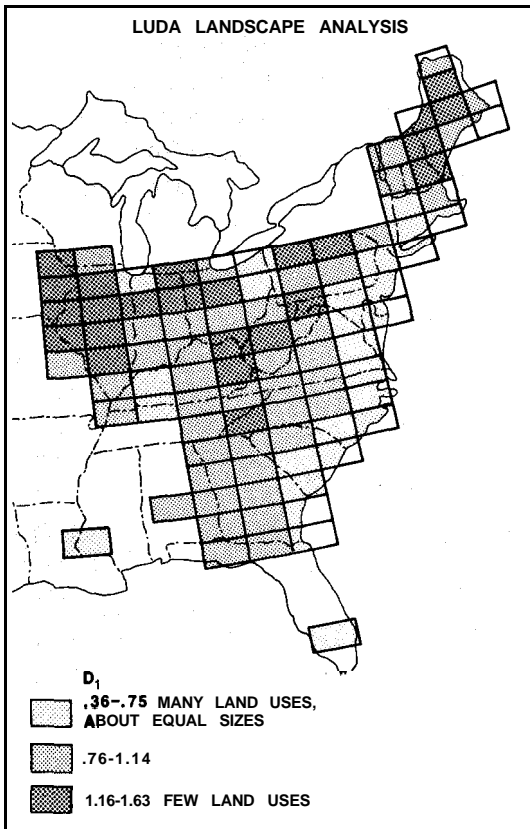 LUDA LANDSCAPE ANALYSIS
D1
.36-.75 MANY LAND USES,
ABOUT EQUAL SIZES
.76-1.14
1.16-1.63 FEW LAND USES